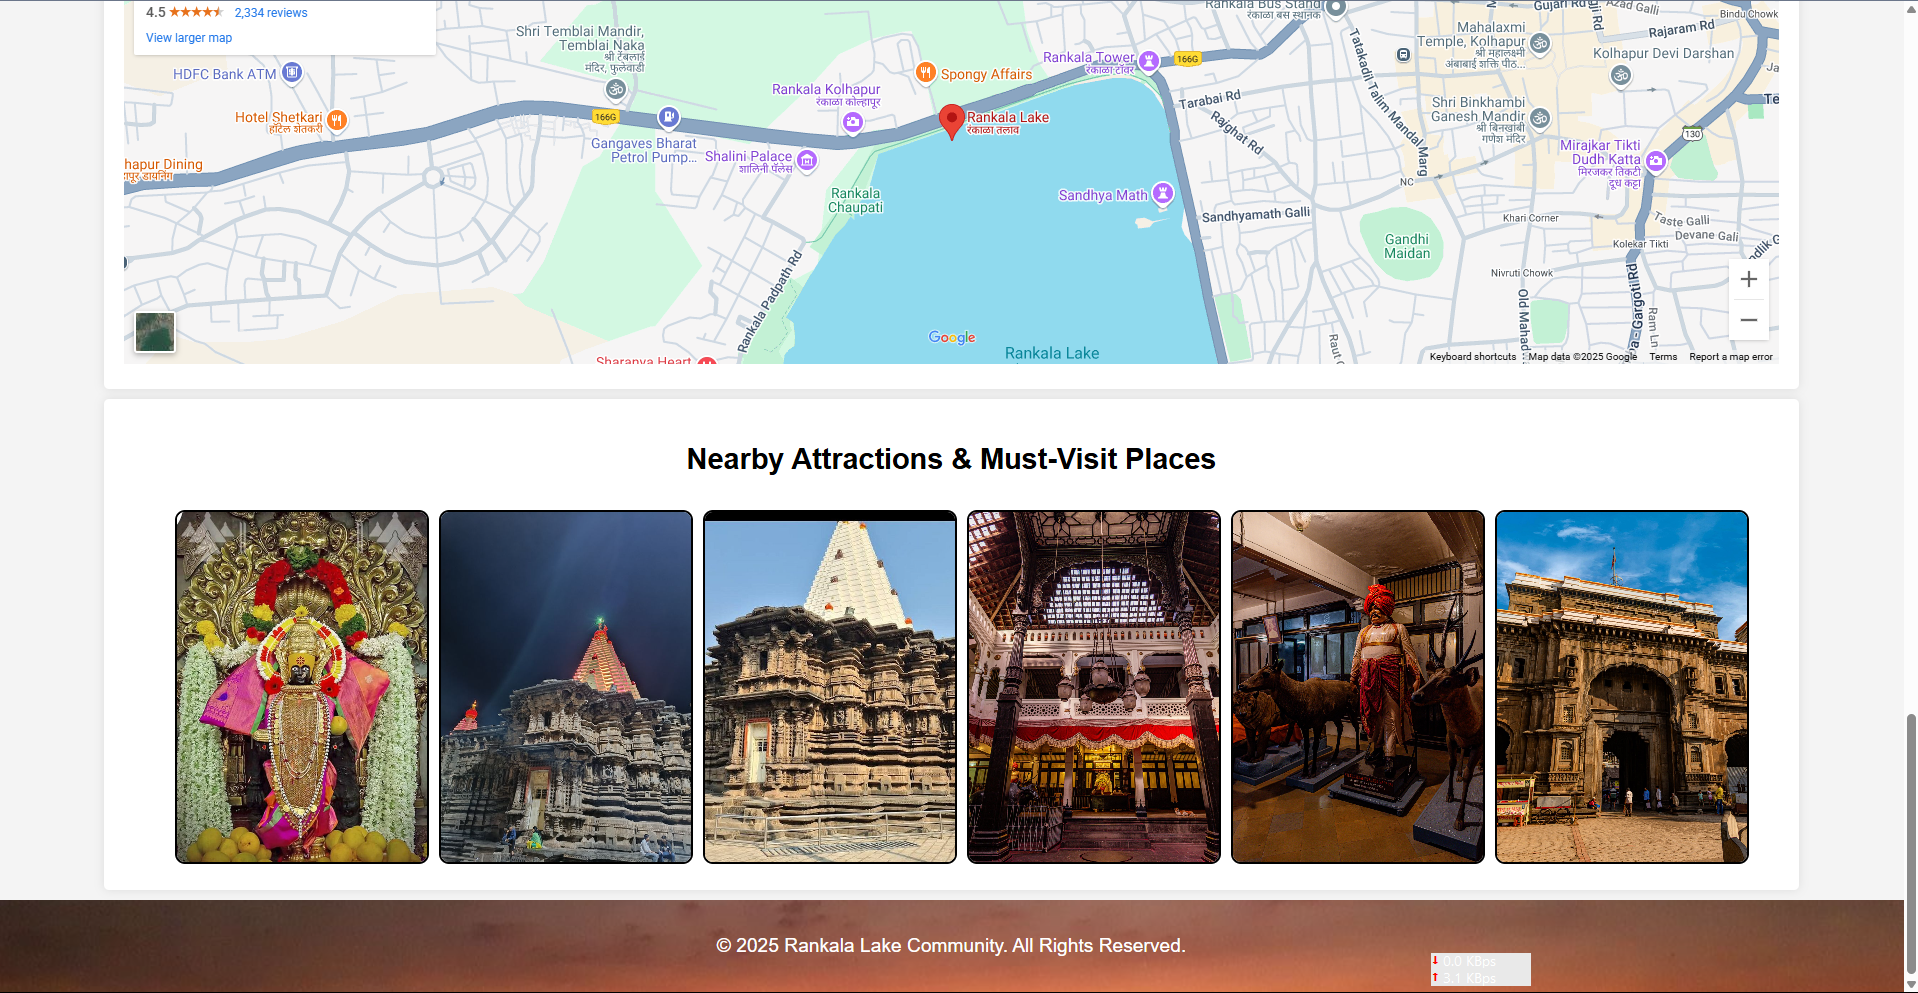 4.5
2,334 reviews
View larger map
HDFC Bank ATM
Hotel Shetkari
हॉटेल शेतकरी
hapur Dining
Shri Temblai Mandir,
Temblai Naka
श्री टेंबलाई
मंदिर, फुलेवाडी
166G
Gangaves Bharat
Petrol Pump...
Rankala Kolhapur
रंकाळा कोल्हापूर
Shalini Palace
शालिनी पॅलेस
Spongy Affairs
Rankala Lake
रंकाळा तलाव
Rankala Tower
रंकाळा टॉवर
166G
Rankala Bus Stand
रंकाळा बस स्थानक
Rankala
Chaupati
Sandhya Math
Rankala Padpath Rd
Sharanya Heart
Google
Rankala Lake
Tarabai Rd
Rajghat Rd
Sandhyamath Galli
Tatakadil Talim Mandal Marg
NC
Mahalaxmi
Temple, Kolhapur
श्री महालक्ष्मी
अंबाबाई शक्ति पीठ...
Shri Binkhambi
Ganesh Mandir
श्री बिनखांबी
गणेश मंदिर
Gujari Rd
Azad Galli
Rajaram Rd
Bindu Chowk
Kolhapur Devi Darshan
130
Mirajkar Tikti
Dudh Katta
मिरजकर तिकटी
दूध कट्टा
Gandhi
Maidan
Khari Corner
Taste Galli
Devane Gali
Kolekar Tikti
Nivruti Chowk
Ram Ln
Keyboard shortcuts
Map data ©2025 Google
Terms
Report a map error
Nearby Attractions & Must-Visit Places
© 2025 Rankala Lake Community. All Rights Reserved.
0.0 KBps
3.1 KBps